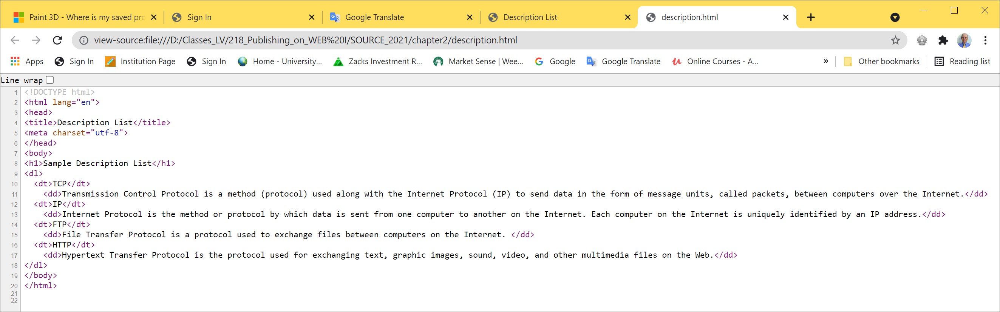 Paint 3D - Where is my saved pro
Sign In
Google Translate
Description List
description.html
view-source:file:///D:/Classes_LV/218_Publishing_on_WEB%20I/SOURCE_2021/chapter2/description.html
Apps
Sign In
Institution Page
Sign In
Home - University...
Zacks Investment R...
Market Sense | Wee...
Google
Google Translate
Online Courses - A...
»
Other bookmarks
Reading list
Line wrap
1 <!DOCTYPE html>
2 <html lang="en">
3 <head>
4 <title>Description List</title>
5 <meta charset="utf-8">
6 </head>
7 <body>
8 <h1>Sample Description List</h1>
9 <dl>
10 <dt>TCP</dt>
11 <dd>Transmission Control Protocol is a method (protocol) used along with the Internet Protocol (IP) to send data in the form of message units, called packets, between computers over the Internet.</dd>
12 <dt>IP</dt>
13 <dd>Internet Protocol is the method or protocol by which data is sent from one computer to another on the Internet. Each computer on the Internet is uniquely identified by an IP address.</dd>
14 <dt>FTP</dt>
15 <dd>File Transfer Protocol is a protocol used to exchange files between computers on the Internet. </dd>
16 <dt>HTTP</dt>
17 <dd>Hypertext Transfer Protocol is the protocol used for exchanging text, graphic images, sound, video, and other multimedia files on the Web.</dd>
18 </dl>
19 </body>
20 </html>
21
22